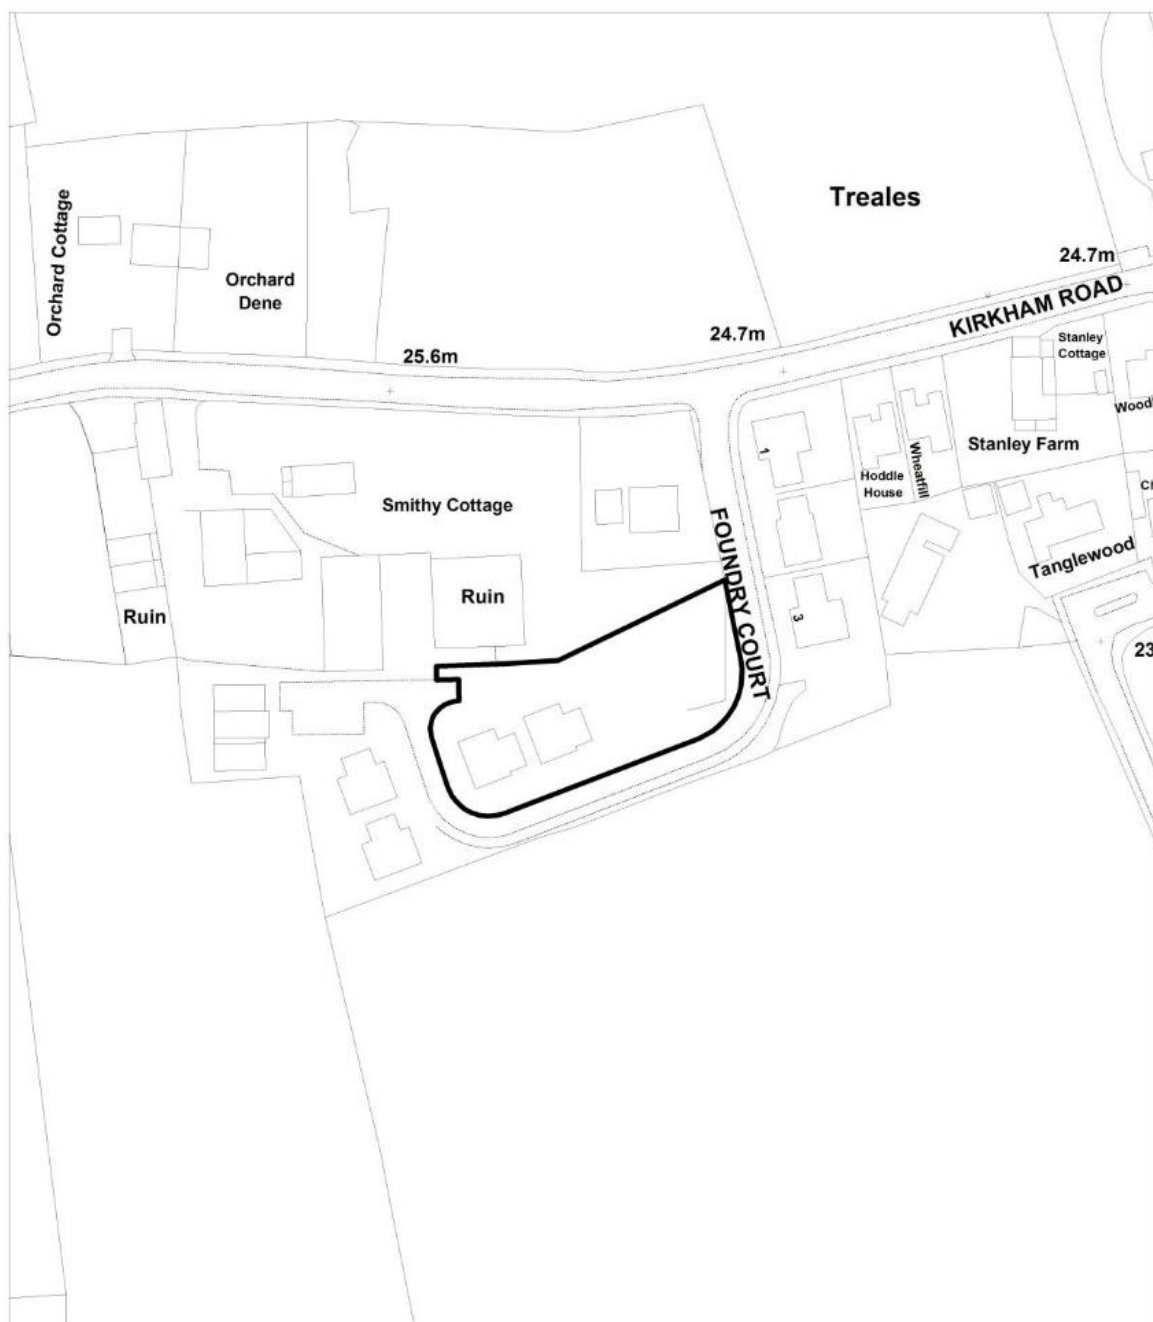 Treales
Orchard Cottage
Orchard
Dene
24.7m
KIRKHAM ROAD
24.7m
25.6m
Stanley
Cottage
Stanley Farm
1
Hoddle
House
Wheatfill
Smithy Cottage
FOUNDRY COURT
Tanglewood
Ruin
Ruin
3
23